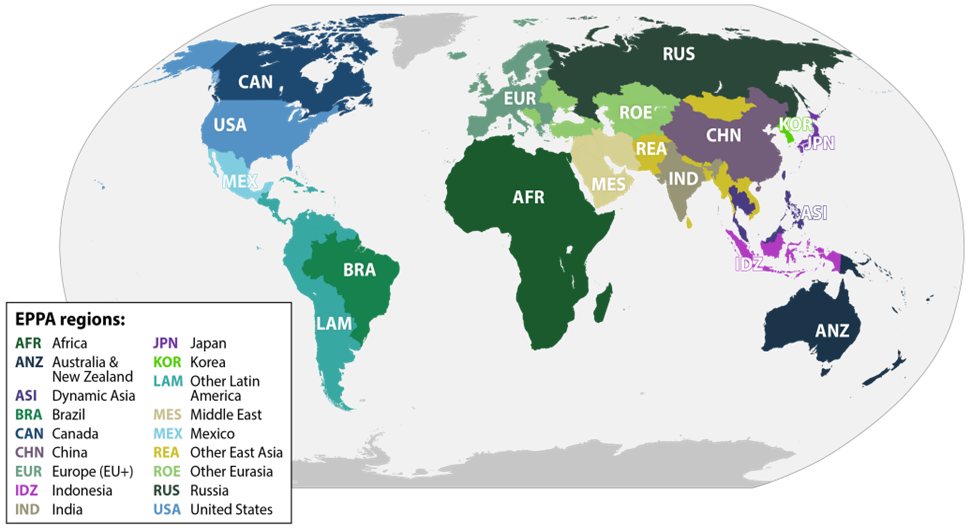 RUS
CAN
EUR
ROE
KOR
USA
CHN
JPN
REA
MEX
MES
IND
AFR
ASI
IDZ
BRA
LAM
ANZ
EPPA regions:
AFR Africa
ANZ Australia &
New Zealand
ASI Dynamic Asia
BRA Brazil
CAN Canada
CHN China
EUR Europe (EU+)
IDZ Indonesia
IND India
JPN Japan
KOR Korea
LAM Other Latin
America
MES Middle East
MEX Mexico
REA Other East Asia
ROE Other Eurasia
RUS Russia
USA United States